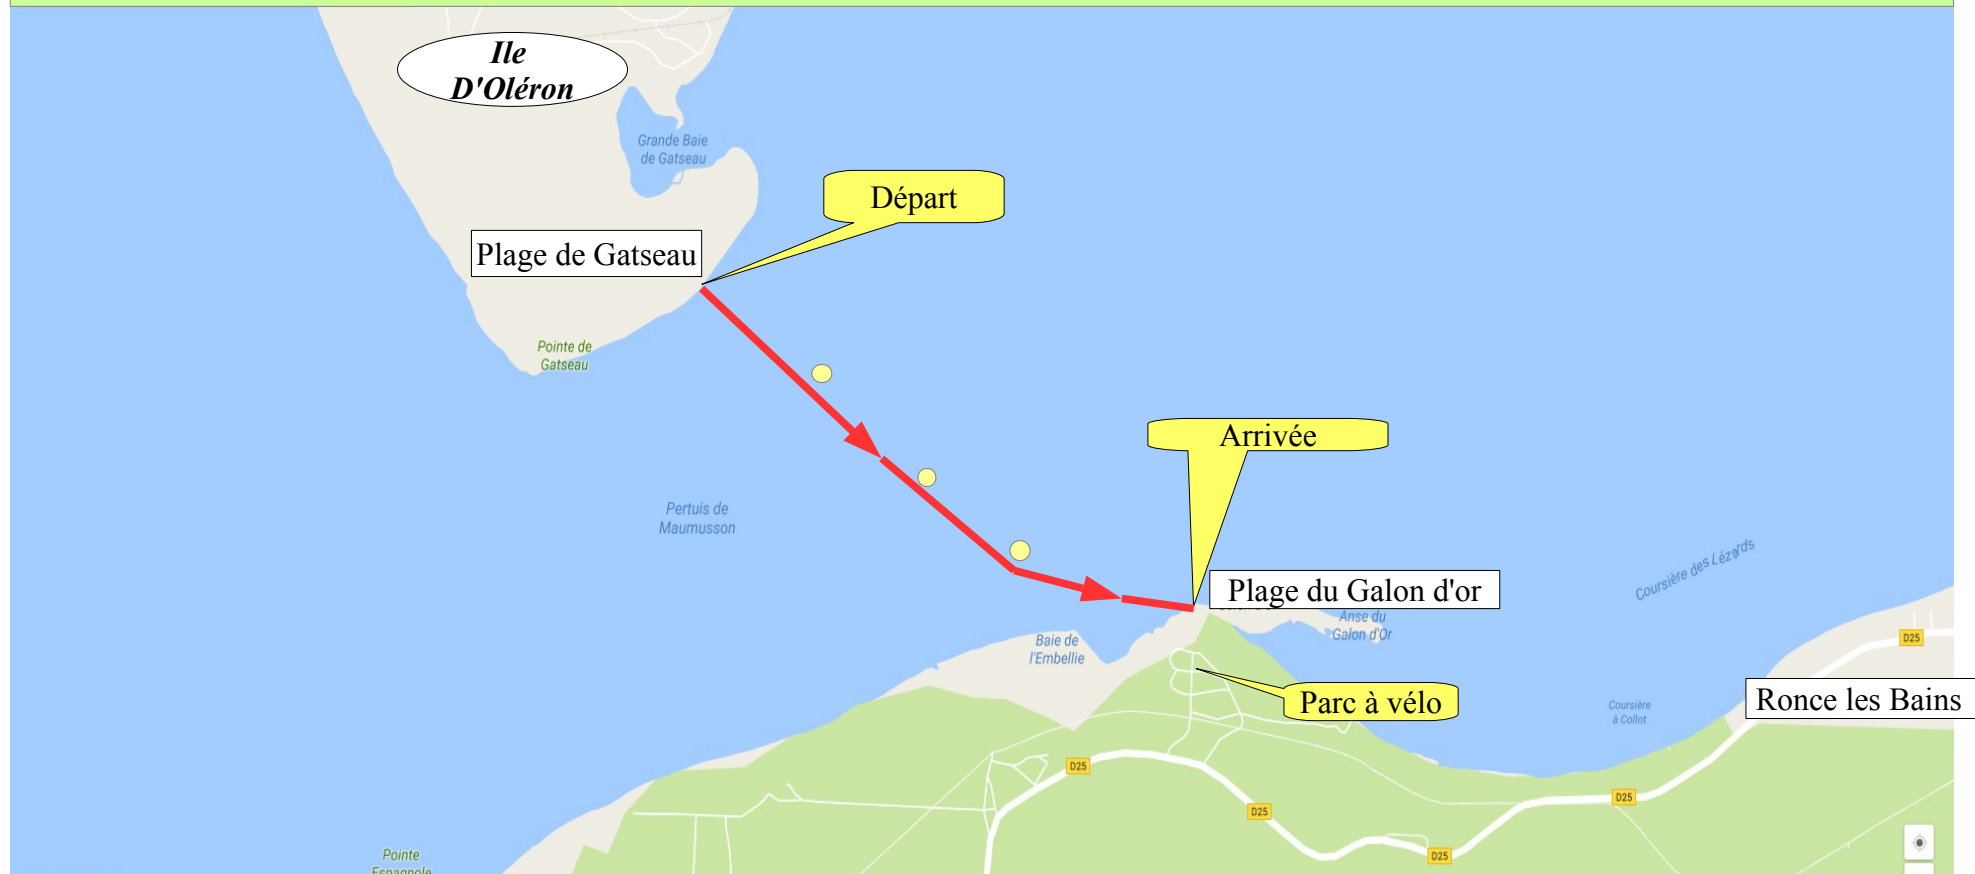 Ile
D'Oléron
Grande Baie
de Gatseau
Départ
Plage de Gatseau
Pointe de
Gatseau
Arrivée
Pertuis de
Maumusson
Coursière des Lézards
Plage du Galon d'or
Anse du
Galon d'Or
Baie de
l'Embellie
D25
Parc à vélo
Ronce les Bains
Coursière
à Collot
D25
D25
D25
D25
Pointe
Espagnole